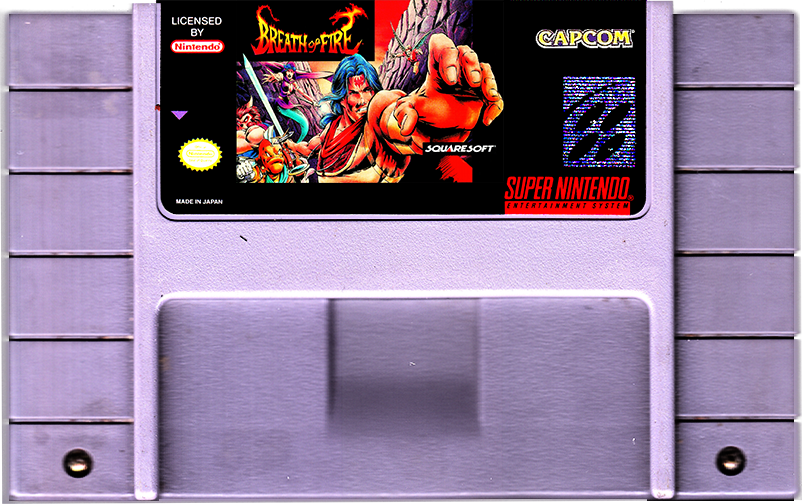 LICENSED
BY
Nintendo
BREATH OF FIRE
CAPCOM
SQUARESOFT
MADE IN JAPAN
SUPER NINTENDO
ENTERTAINMENT SYSTEM